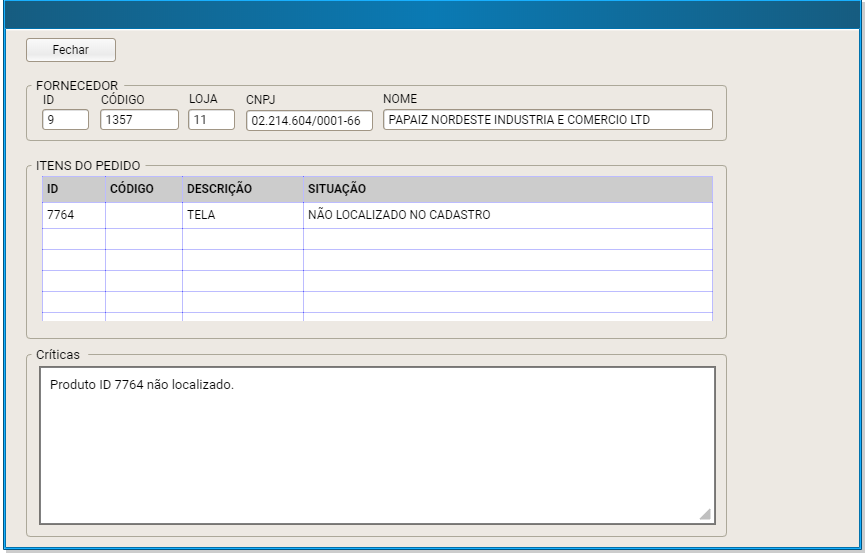 Fechar
FORNECEDOR
ID CÓDIGO LOJA CNPJ NOME
9 1357 11 02.214.604/0001-66 PAPAIZ NORDESTE INDUSTRIA E COMERCIO LTD
ITENS DO PEDIDO
ID CÓDIGO DESCRIÇÃO SITUAÇÃO
7764 TELA NÃO LOCALIZADO NO CADASTRO
Críticas
Produto ID 7764 não localizado.